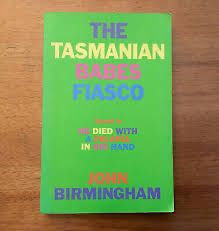 THE
TASMANIAN
BABES
FIASCO
HE DIED WITH
A FELAFEL
IN HIS HAND
JOHN
BIRMINGHAM